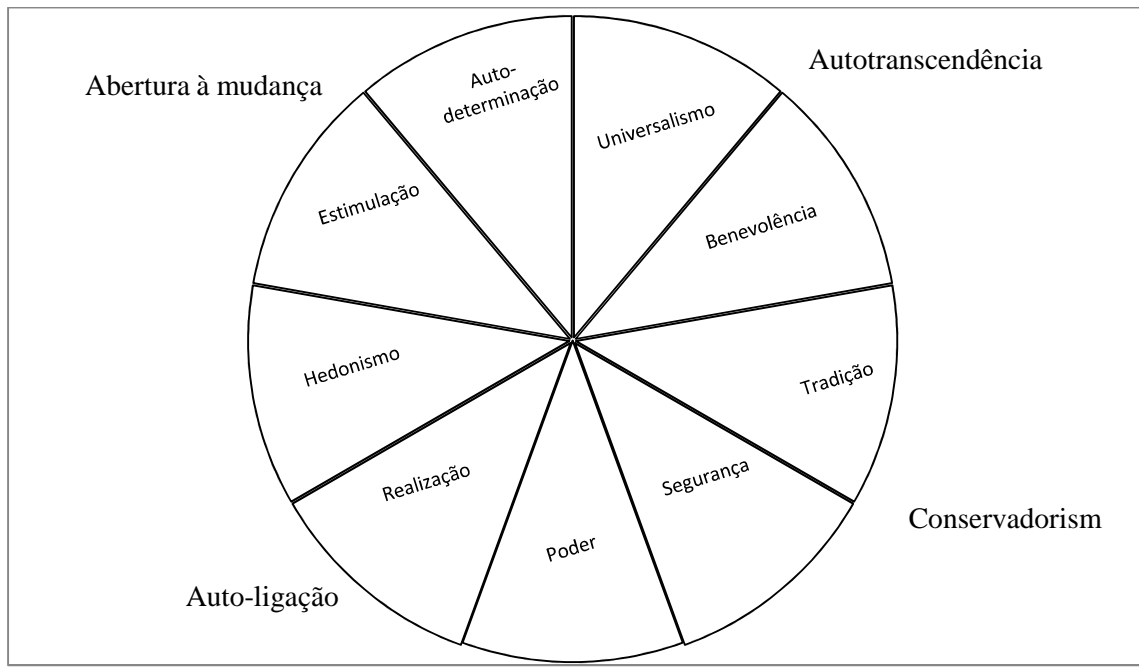 Abertura à mudança
Autotranscendência
Auto-
determinação
Universalismo
Estimulação
Benevolência
Hedonismo
Tradição
Realização
Segurança
Poder
Conservadorism
Auto-ligação